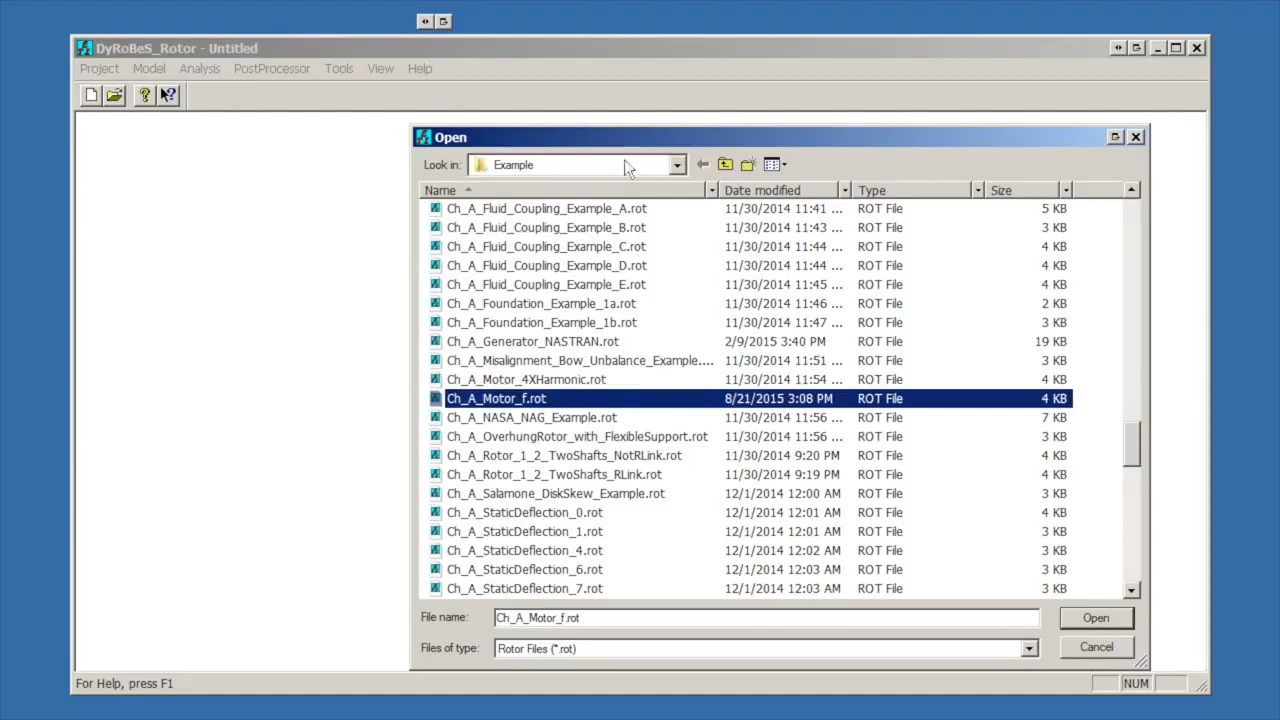 DyRoBeS_Rotor - Untitled
Project Model Analysis PostProcessor Tools View Help
Open
Look in: Example
Name Date modified Type Size
Ch_A_Fluid_Coupling_Example_A.rot 11/30/2014 11:41 ... ROT File 5 KB
Ch_A_Fluid_Coupling_Example_B.rot 11/30/2014 11:43 ... ROT File 3 KB
Ch_A_Fluid_Coupling_Example_C.rot 11/30/2014 11:44 ... ROT File 4 KB
Ch_A_Fluid_Coupling_Example_D.rot 11/30/2014 11:44 ... ROT File 4 KB
Ch_A_Fluid_Coupling_Example_E.rot 11/30/2014 11:45 ... ROT File 4 KB
Ch_A_Foundation_Example_1a.rot 11/30/2014 11:46 ... ROT File 2 KB
Ch_A_Foundation_Example_1b.rot 11/30/2014 11:47 ... ROT File 3 KB
Ch_A_Generator_NASTRAN.rot 2/9/2015 3:40 PM ROT File 19 KB
Ch_A_Misalignment_Bow_Unbalance_Example.... 11/30/2014 11:51 ... ROT File 3 KB
Ch_A_Motor_4XHarmonic.rot 11/30/2014 11:54 ... ROT File 4 KB
Ch_A_Motor_f.rot 8/21/2015 3:08 PM ROT File 4 KB
Ch_A_NASA_NAG_Example.rot 11/30/2014 11:56 ... ROT File 7 KB
Ch_A_OverhungRotor_with_FlexibleSupport.rot 11/30/2014 11:56 ... ROT File 3 KB
Ch_A_Rotor_1_2_TwoShafts_NotRLink.rot 11/30/2014 9:20 PM ROT File 4 KB
Ch_A_Rotor_1_2_TwoShafts_RLink.rot 11/30/2014 9:19 PM ROT File 4 KB
Ch_A_Salamone_DiskSkew_Example.rot 12/1/2014 12:00 AM ROT File 3 KB
Ch_A_StaticDeflection_0.rot 12/1/2014 12:01 AM ROT File 4 KB
Ch_A_StaticDeflection_1.rot 12/1/2014 12:01 AM ROT File 3 KB
Ch_A_StaticDeflection_4.rot 12/1/2014 12:02 AM ROT File 3 KB
Ch_A_StaticDeflection_6.rot 12/1/2014 12:03 AM ROT File 3 KB
Ch_A_StaticDeflection_7.rot 12/1/2014 12:03 AM ROT File 3 KB
File name: Ch_A_Motor_f.rot Open
Files of type: Rotor Files (*.rot) Cancel
For Help, press F1 NUM